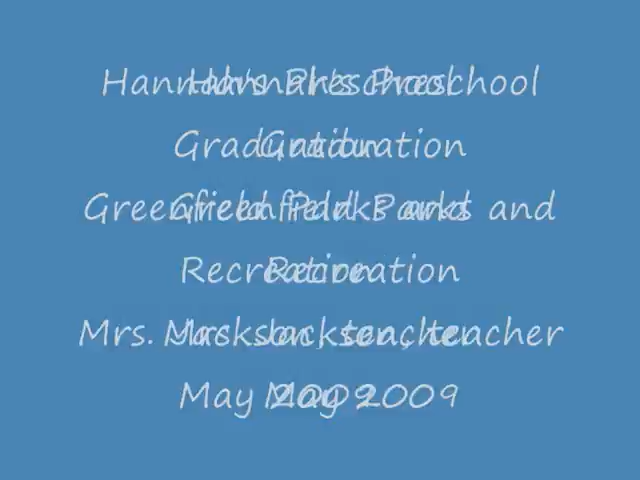 Hannah's Preschool
Graduation
Greenfield Parks and
Recreation
Mrs. Jackson, teacher
May 2009